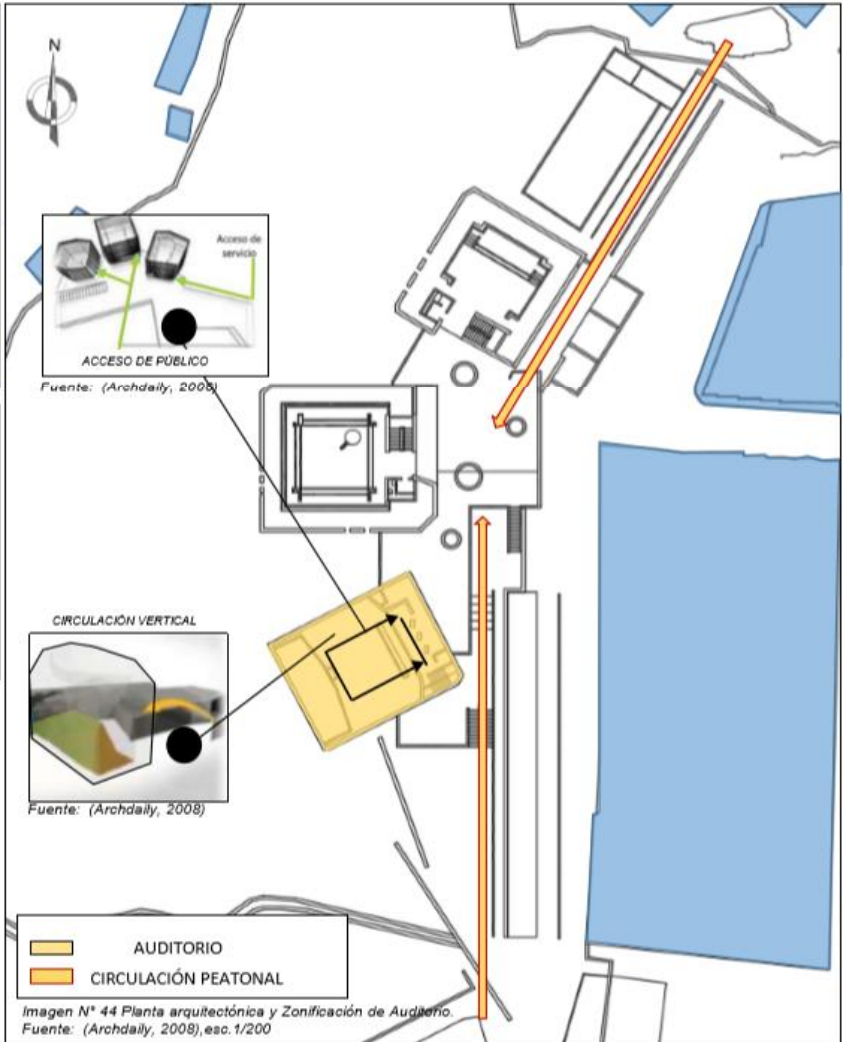 N
Acceso de
servicio
ACCESO DE PÚBLICO
Fuente: (Archdaily, 2008)
CIRCULACIÓN VERTICAL
Fuente: (Archdaily, 2008)
AUDITORIO
CIRCULACIÓN PEATONAL
Imagen N° 44 Planta arquitectónica y Zonificación de Auditorio.
Fuente: (Archdaily, 2008),esc.1/200